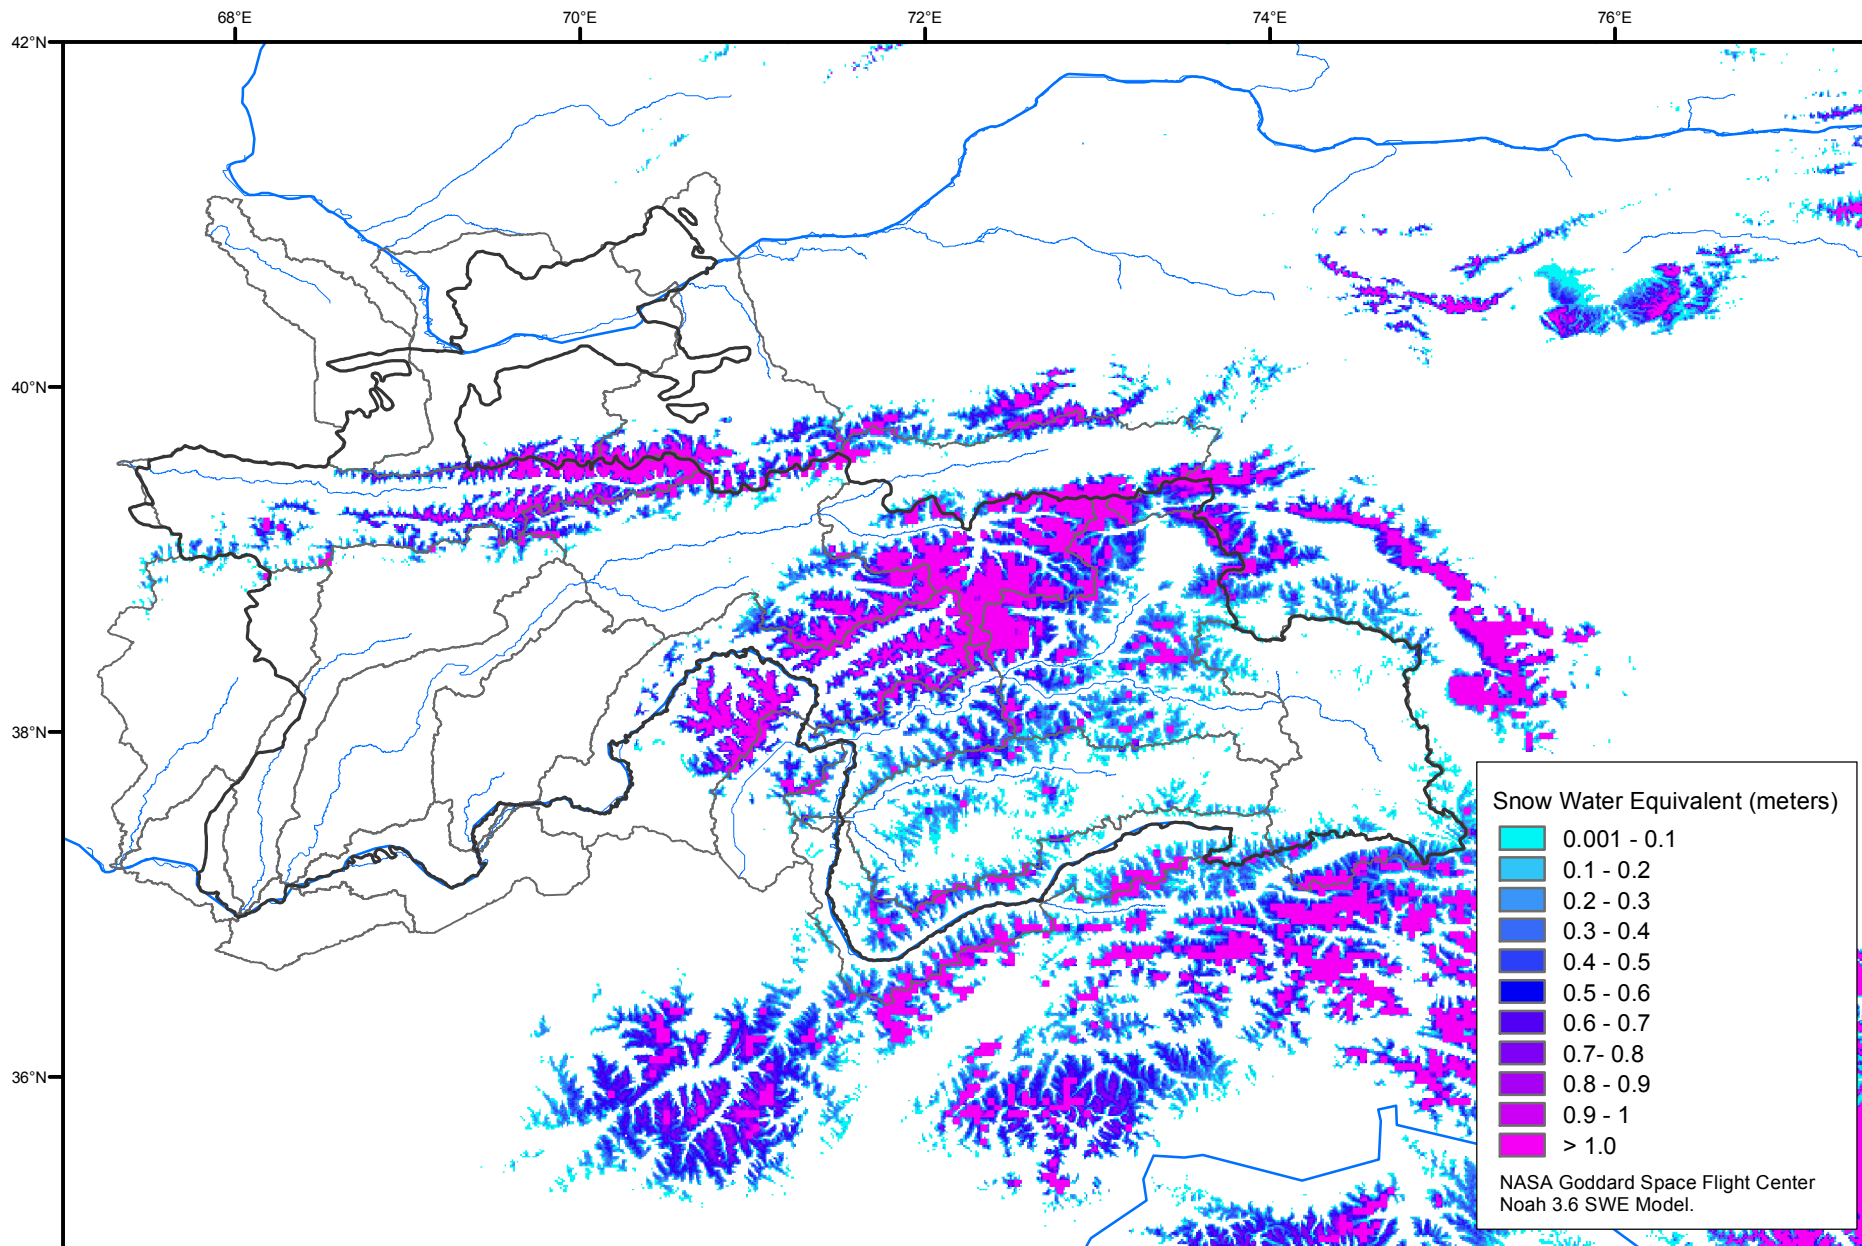 68°E 70°E 72°E 74°E 76°E
42°N
40°N
38°N
36°N
Snow Water Equivalent (meters)
0.001 - 0.1
0.1 - 0.2
0.2 - 0.3
0.3 - 0.4
0.4 - 0.5
0.5 - 0.6
0.6 - 0.7
0.7- 0.8
0.8 - 0.9
0.9 - 1
> 1.0
NASA Goddard Space Flight Center
Noah 3.6 SWE Model.